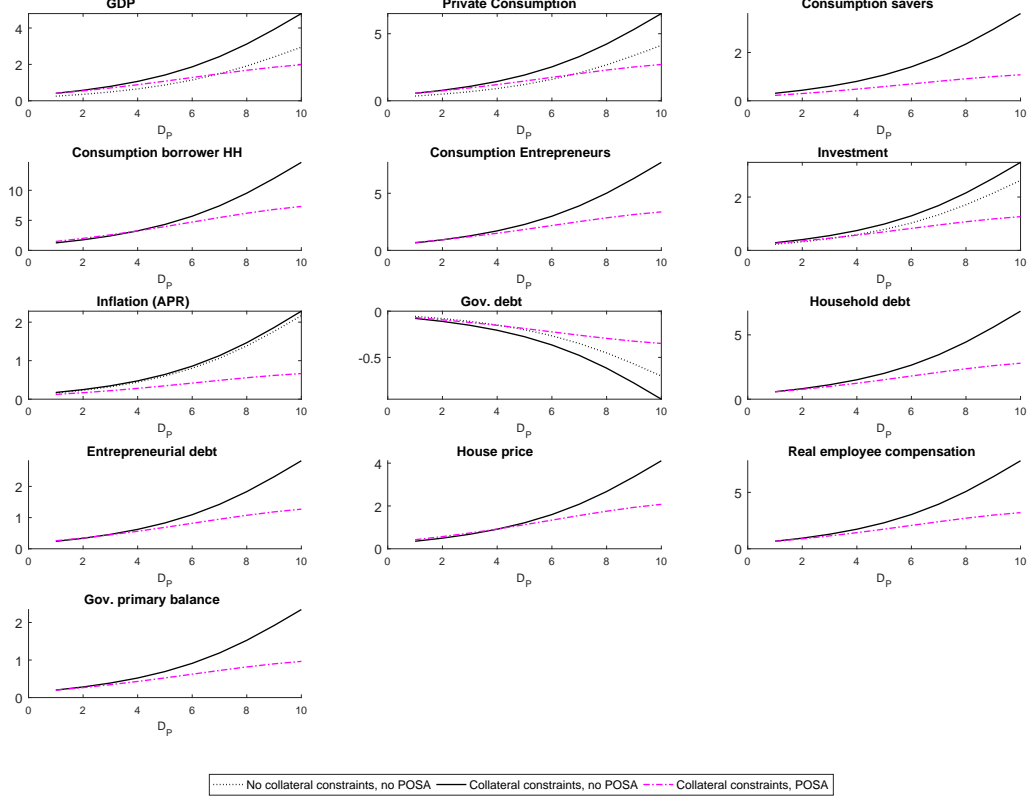 GDP
Private Consumption
Consumption savers
4
2
0
0 2 4 6 8 10
D_P
5
0
0 2 4 6 8 10
D_P
2
0
0 2 4 6 8 10
D_P
Consumption borrower HH
Consumption Entrepreneurs
Investment
10
5
0
0 2 4 6 8 10
D_P
5
0
0 2 4 6 8 10
D_P
2
0
0 2 4 6 8 10
D_P
Inflation (APR)
Gov. debt
Household debt
2
1
0
0 2 4 6 8 10
D_P
0
-0.5
0 2 4 6 8 10
D_P
5
0
0 2 4 6 8 10
D_P
Entrepreneurial debt
House price
Real employee compensation
2
1
0
0 2 4 6 8 10
D_P
4
2
0
0 2 4 6 8 10
D_P
5
0
0 2 4 6 8 10
D_P
Gov. primary balance
2
1
0
0 2 4 6 8 10
D_P
No collateral constraints, no POSA Collateral constraints, no POSA Collateral constraints, POSA